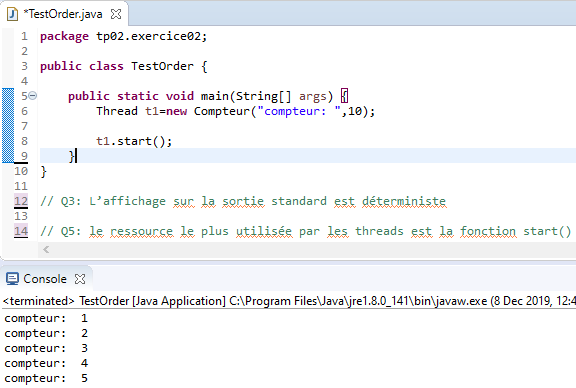 *TestOrder.java
1 package tp02.exercice02;
2
3 public class TestOrder {
4
5 public static void main(String[] args) {
6 Thread t1=new Compteur("compteur: ",10);
7
8 t1.start();
9 }
10 }
11
12 // Q3: L’affichage sur la sortie standard est déterministe
13
14 // Q5: le ressource le plus utilisée par les threads est la fonction start()
Console
<terminated> TestOrder [Java Application] C:\Program Files\Java\jre1.8.0_141\bin\javaw.exe (8 Dec 2019, 12:4
compteur: 1
compteur: 2
compteur: 3
compteur: 4
compteur: 5